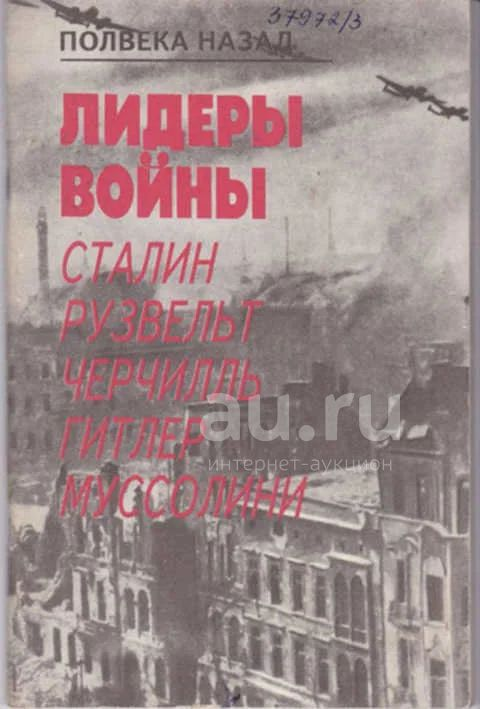 37972/3
ПОЛВЕКА НАЗАД
ЛИДЕРЫ
ВОЙНЫ
СТАЛИН
РУЗВЕЛЬТ
ЧЕРЧИЛЛЬ
ГИТЛЕР
МУССОЛИНИ
au.ru
интернет-аукцион